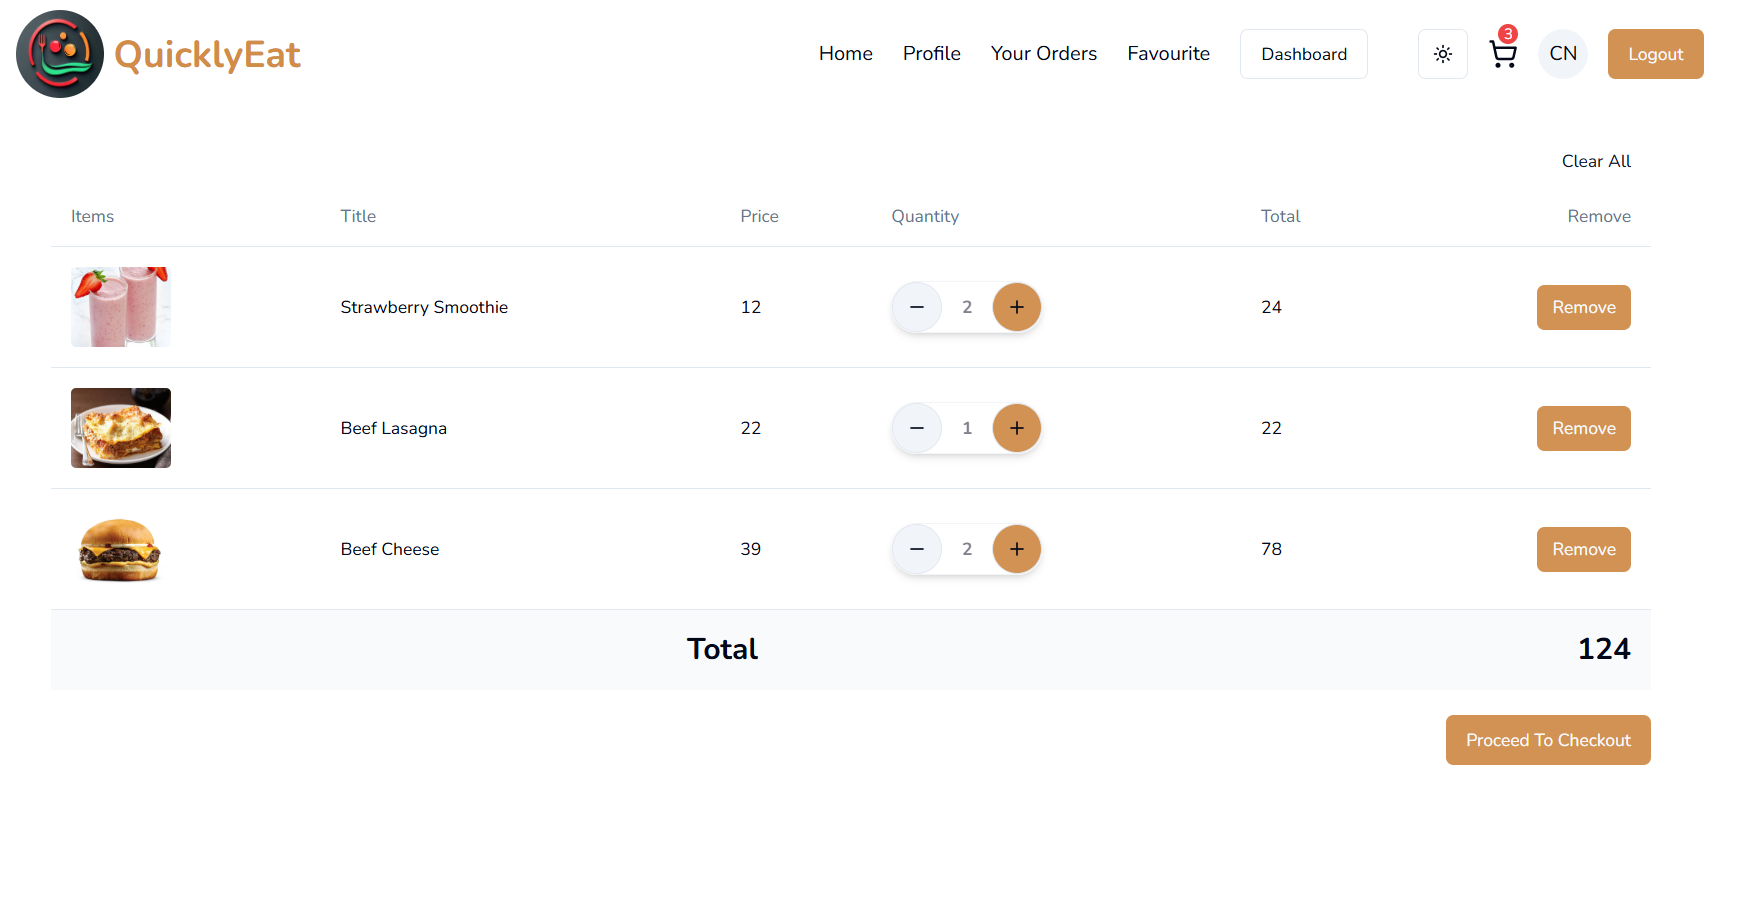 QuicklyEat
Home Profile Your Orders Favourite Dashboard 3 CN Logout
Clear All
Items Title Price Quantity Total Remove
Strawberry Smoothie 12 − 2 + 24 Remove
Beef Lasagna 22 − 1 + 22 Remove
Beef Cheese 39 − 2 + 78 Remove
Total 124
Proceed To Checkout